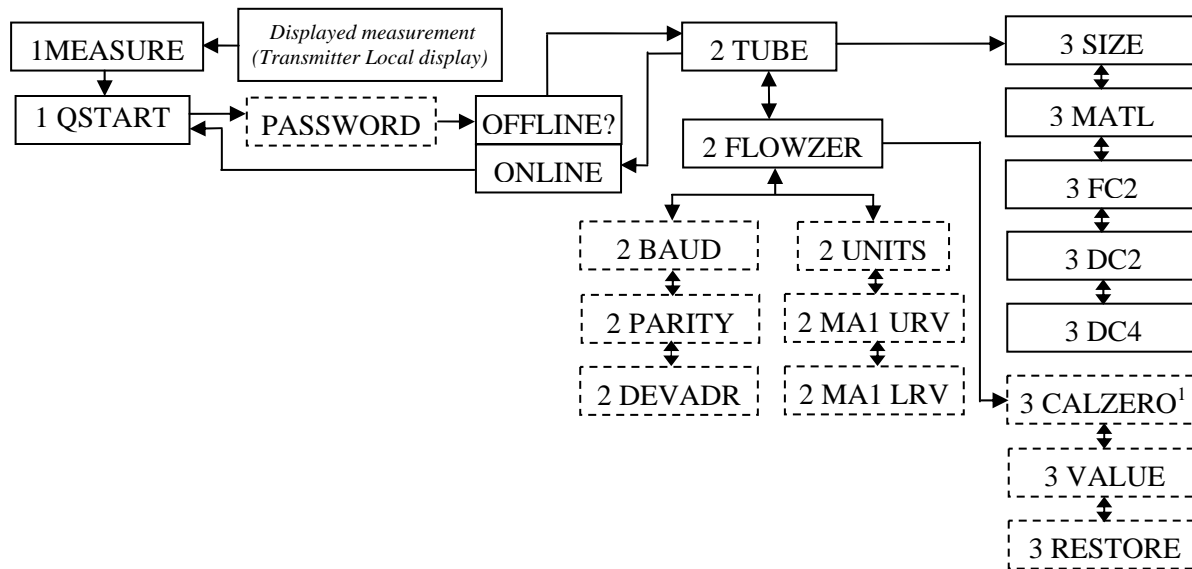 1MEASURE
Displayed measurement
(Transmitter Local display)
1 QSTART
PASSWORD
OFFLINE?
ONLINE
2 TUBE
2 FLOWZER
2 BAUD
2 PARITY
2 DEVADR
2 UNITS
2 MA1 URV
2 MA1 LRV
3 SIZE
3 MATL
3 FC2
3 DC2
3 DC4
3 CALZERO¹
3 VALUE
3 RESTORE